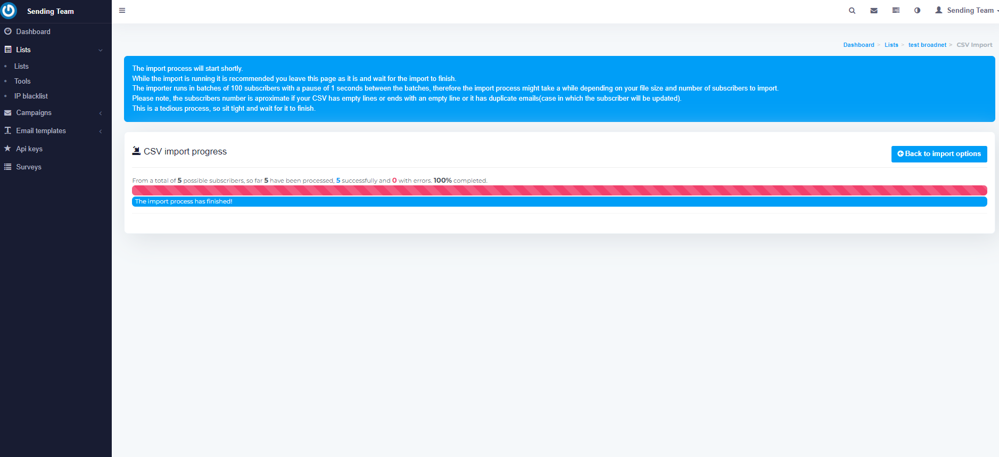 Sending Team
Dashboard
Lists
Lists
Tools
IP blacklist
Campaigns
Email templates
Api keys
Surveys
Sending Team
Dashboard > Lists > test broadnet > CSV Import
The import process will start shortly.
While the import is running it is recommended you leave this page as it is and wait for the import to finish.
The importer runs in batches of 100 subscribers with a pause of 1 seconds between the batches, therefore the import process might take a while depending on your file size and number of subscribers to import.
Please note, the subscribers number is aproximate if your CSV has empty lines or ends with an empty line or it has duplicate emails(case in which the subscriber will be updated).
This is a tedious process, so sit tight and wait for it to finish.
CSV import progress
Back to import options
From a total of 5 possible subscribers, so far 5 have been processed, 5 successfully and 0 with errors. 100% completed.
The import process has finished!